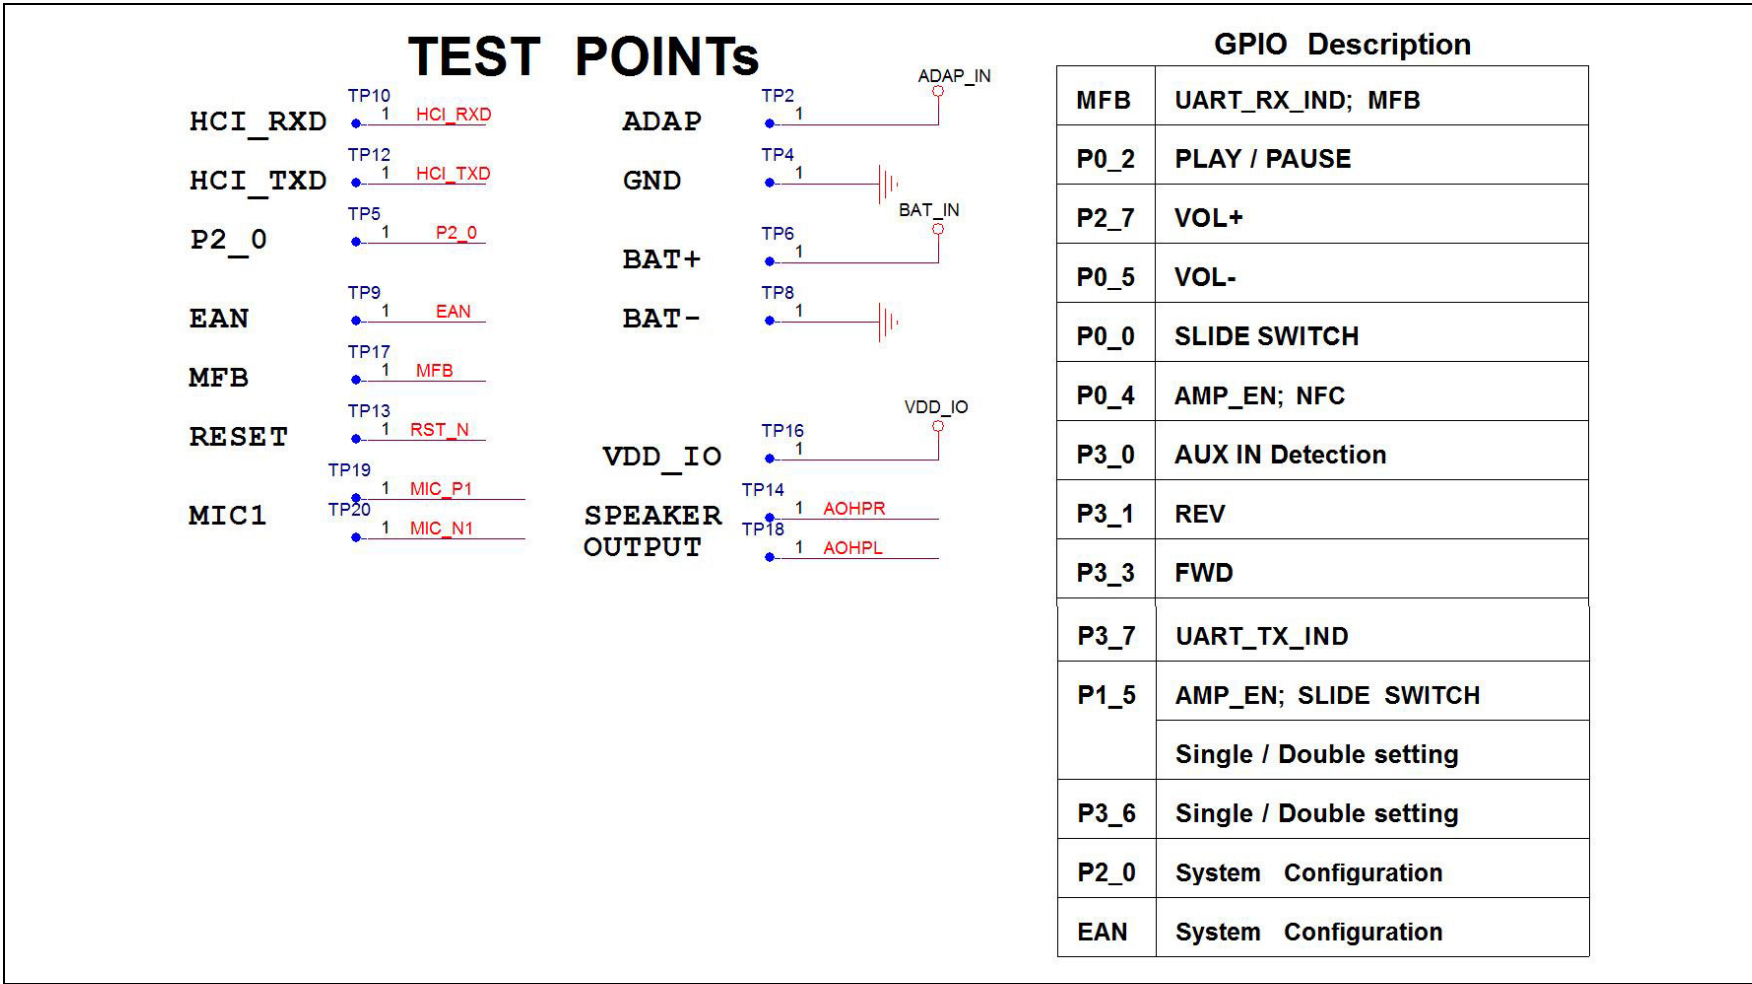 TEST POINTs
HCI_RXD TP10 1 HCI_RXD
HCI_TXD TP12 1 HCI_TXD
P2_0 TP5 1 P2_0
EAN TP9 1 EAN
MFB TP17 1 MFB
RESET TP13 1 RST_N
MIC1 TP19 1 MIC_P1
TP20 1 MIC_N1
ADAP TP2 1 ADAP_IN
GND TP4 1
BAT+ TP6 1 BAT_IN
BAT- TP8 1
VDD_IO TP16 1 VDD_IO
SPEAKER TP14 1 AOHPR
OUTPUT TP18 1 AOHPL
GPIO Description
MFB UART_RX_IND; MFB
P0_2 PLAY / PAUSE
P2_7 VOL+
P0_5 VOL-
P0_0 SLIDE SWITCH
P0_4 AMP_EN; NFC
P3_0 AUX IN Detection
P3_1 REV
P3_3 FWD
P3_7 UART_TX_IND
P1_5 AMP_EN; SLIDE SWITCH
Single / Double setting
P3_6 Single / Double setting
P2_0 System Configuration
EAN System Configuration